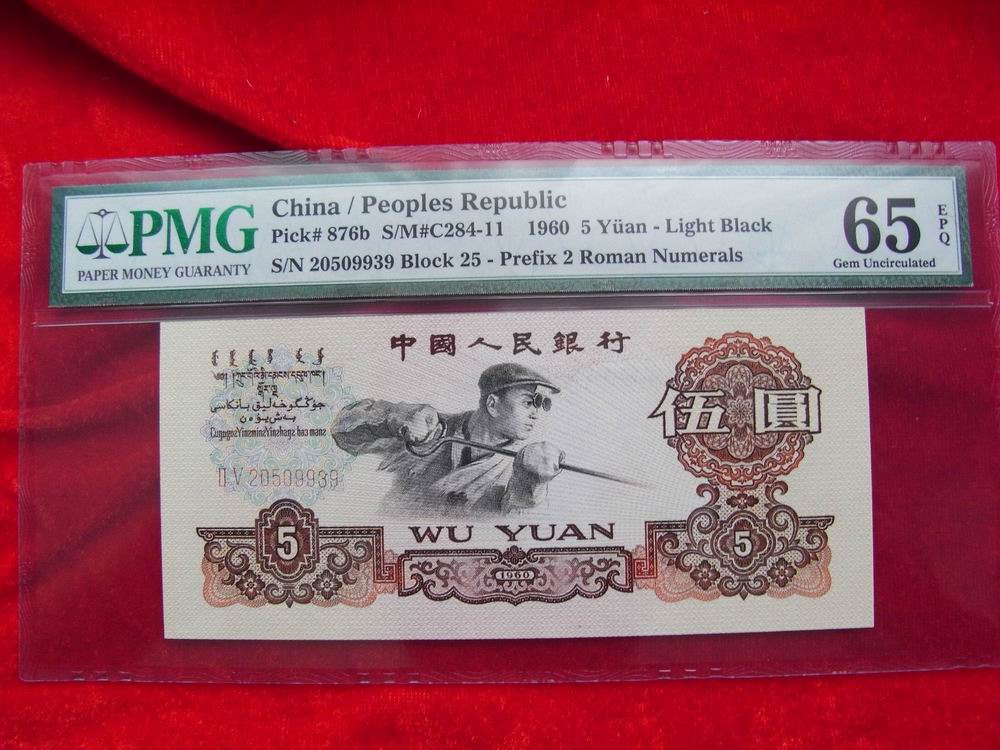 PMG
PAPER MONEY GUARANTY
China / Peoples Republic
Pick# 876b S/M#C284-11 1960 5 Yüan - Light Black
S/N 20509939 Block 25 - Prefix 2 Roman Numerals
65 EPQ
Gem Uncirculated
中國人民銀行
伍圓
ⅡⅤ 20509939
WU YUAN
5
1960
5